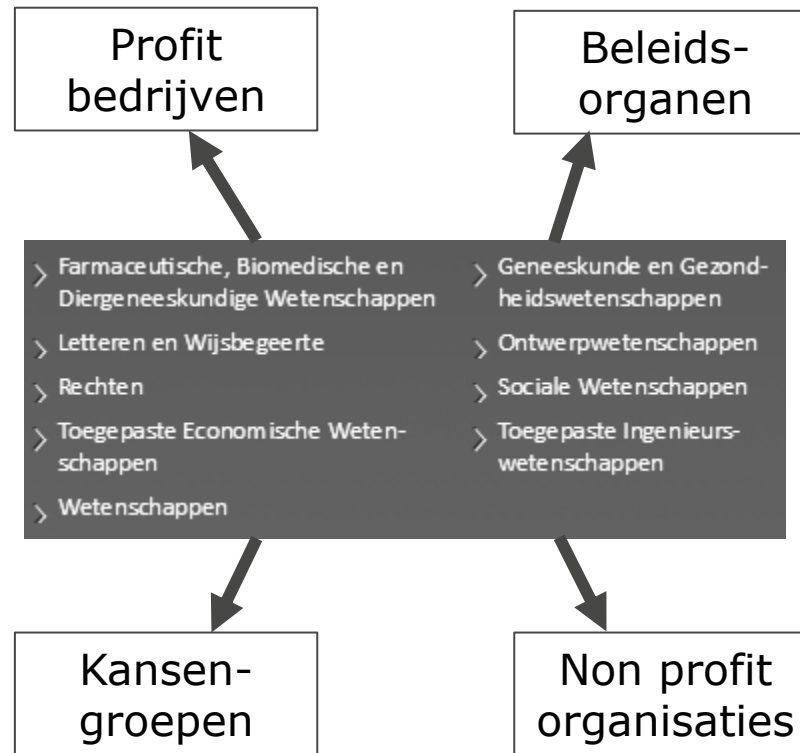 Profit
bedrijven
Beleids-
organen
Farmaceutische, Biomedische en
Diergeneeskundige Wetenschappen
Letteren en Wijsbegeerte
Rechten
Toegepaste Economische Weten-
schappen
Wetenschappen
Geneeskunde en Gezond-
heidswetenschappen
Ontwerpwetenschappen
Sociale Wetenschappen
Toegepaste Ingenieurs-
wetenschappen
Kansen-
groepen
Non profit
organisaties